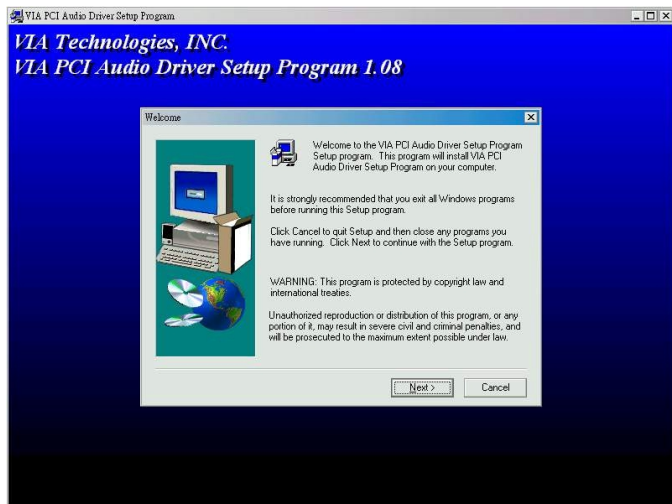 VIA PCI Audio Driver Setup Program
VIA Technologies, INC.
VIA PCI Audio Driver Setup Program 1.08
Welcome
Welcome to the VIA PCI Audio Driver Setup Program
Setup program. This program will install VIA PCI
Audio Driver Setup Program on your computer.
It is strongly recommended that you exit all Windows programs
before running this Setup program.
Click Cancel to quit Setup and then close any programs you
have running. Click Next to continue with the Setup program.
WARNING: This program is protected by copyright law and
international treaties.
Unauthorized reproduction or distribution of this program, or any
portion of it, may result in severe civil and criminal penalties, and
will be prosecuted to the maximum extent possible under law.
Next >
Cancel